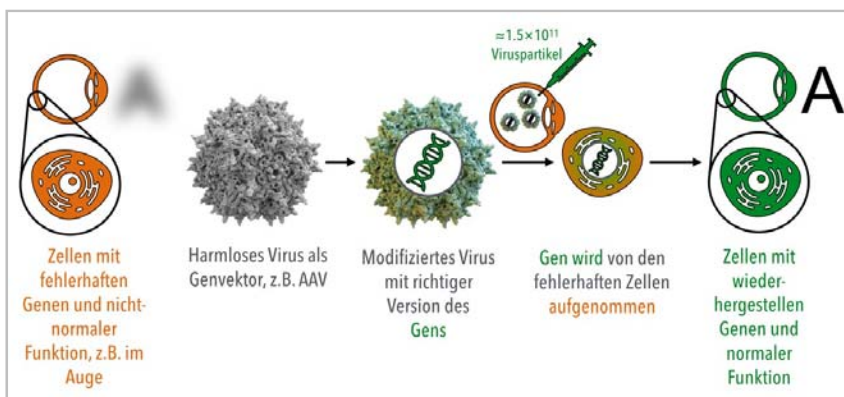 ≈1.5×10¹¹
Viruspartikel
A
A
Zellen mit
fehlerhaften
Genen und nicht-
normaler
Funktion, z.B. im
Auge
Harmloses Virus als
Genvektor, z.B. AAV
Modifiziertes Virus
mit richtiger
Version des
Gens
Gen wird von den
fehlerhaften Zellen
aufgenommen
Zellen mit
wieder-
hergestellen
Genen und
normaler
Funktion